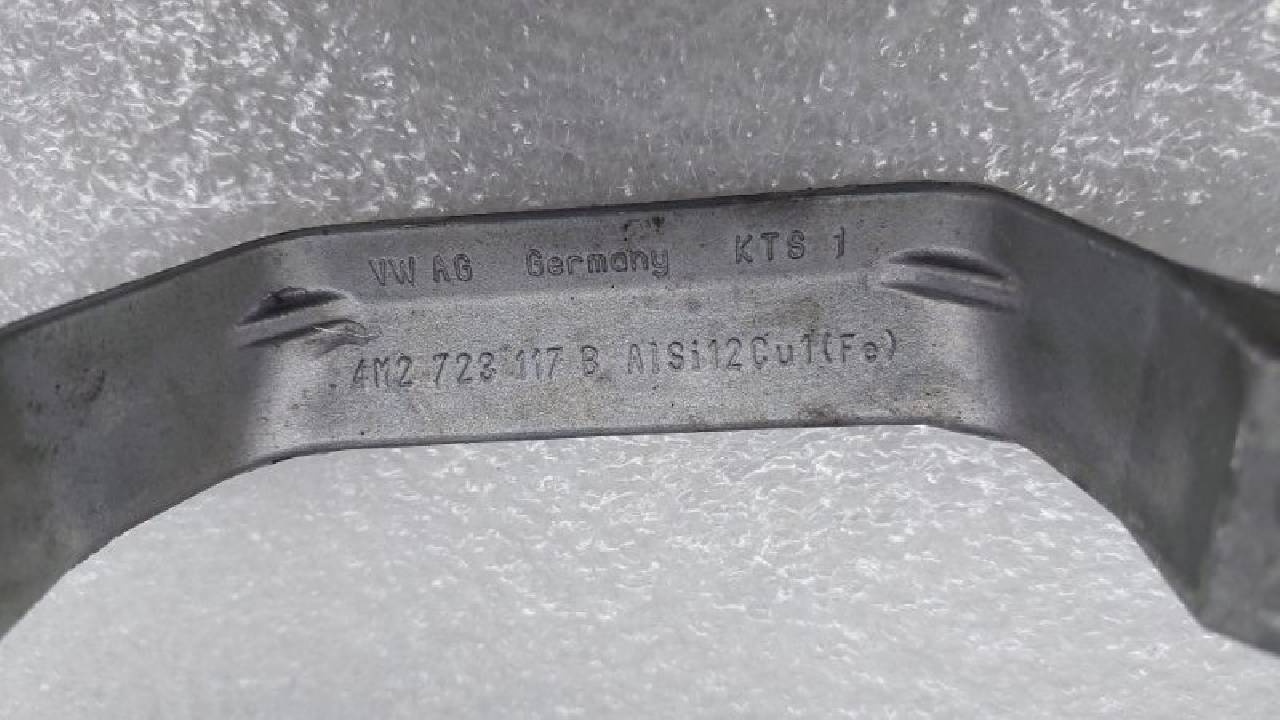 VW AG Germany KTS 1
4M2 723 117 B AlSi12Cu1(Fe)